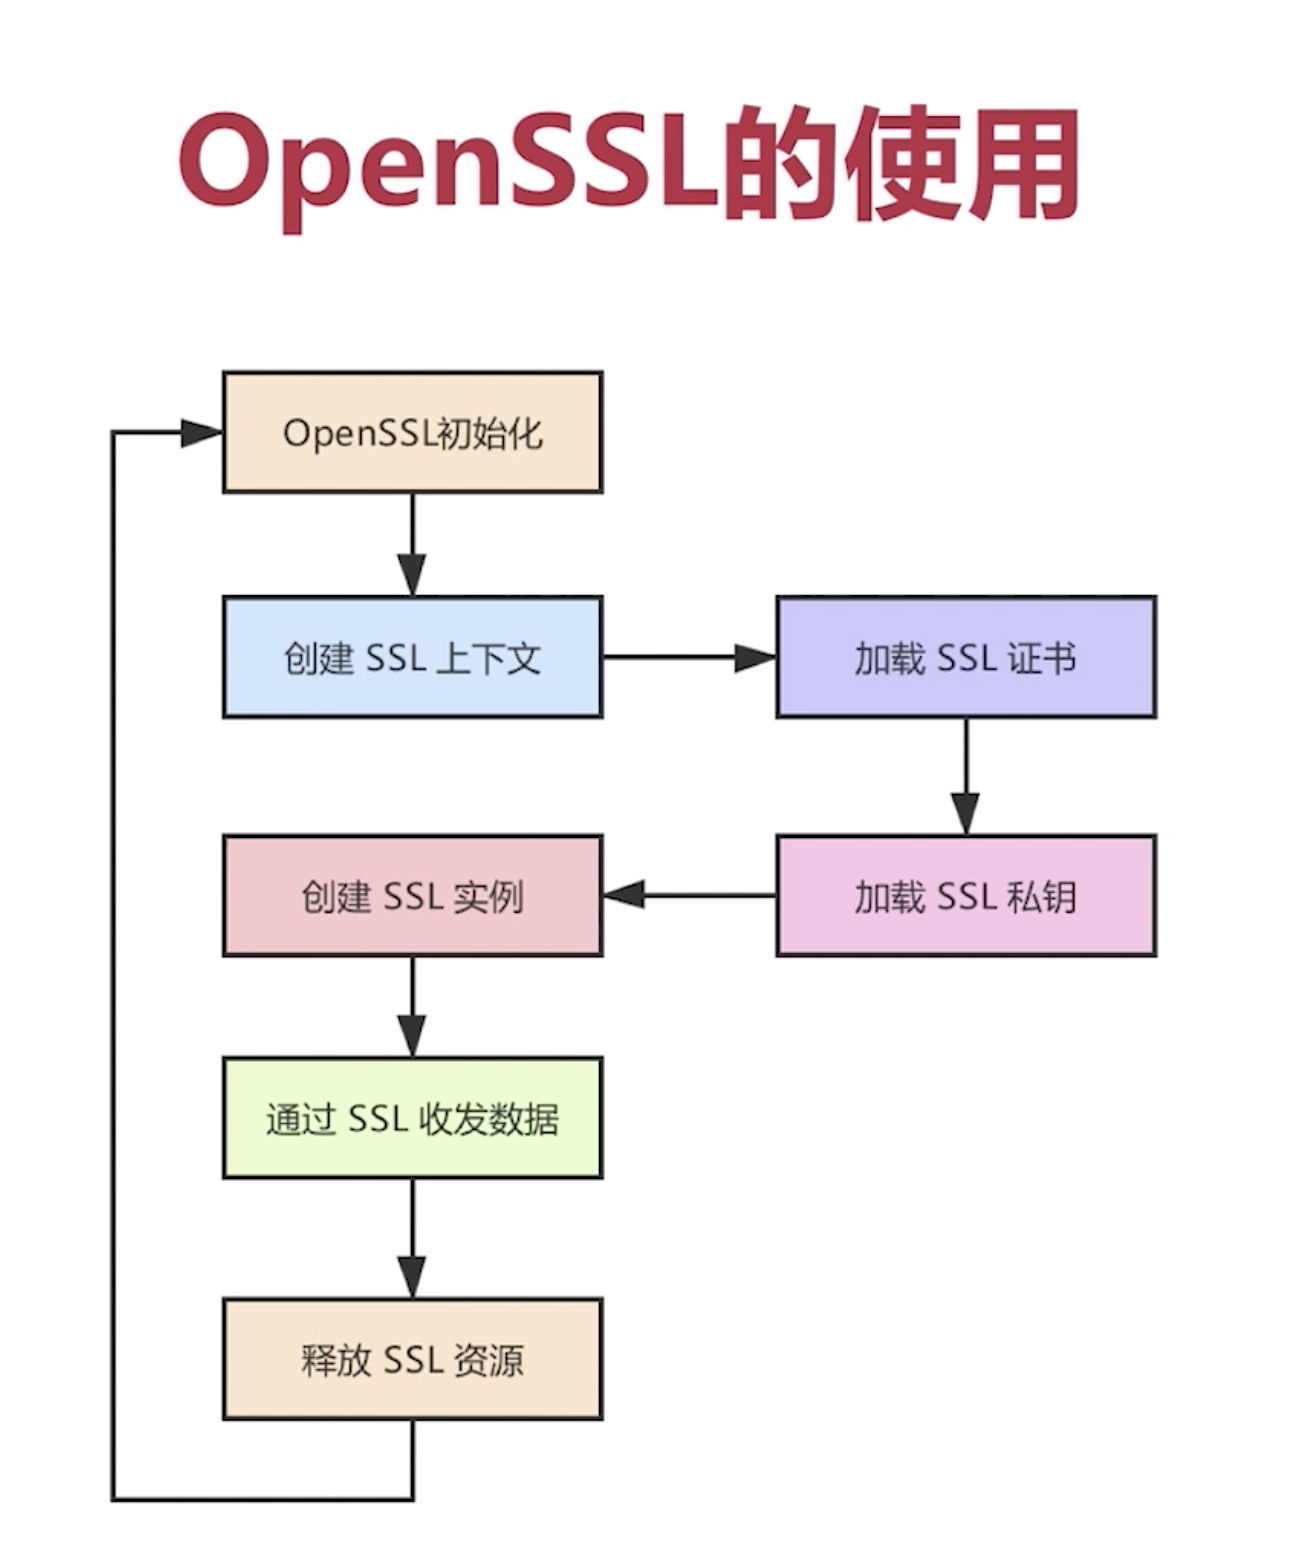 OpenSSL的使用
OpenSSL初始化
创建 SSL 上下文
加载 SSL 证书
加载 SSL 私钥
创建 SSL 实例
通过 SSL 收发数据
释放 SSL 资源